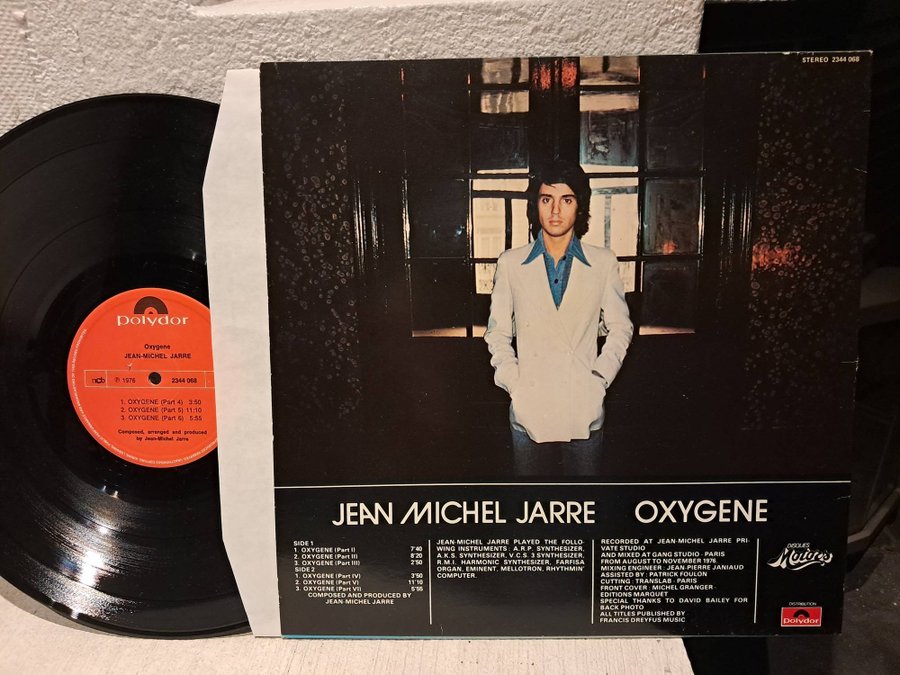 STEREO 2344 068
JEAN MICHEL JARRE OXYGENE
SIDE 1
1. OXYGENE (Part I) 7'40
2. OXYGENE (Part II) 8'20
3. OXYGENE (Part III) 2'50
SIDE 2
1. OXYGENE (Part IV) 3'50
2. OXYGENE (Part V) 11'10
3. OXYGENE (Part VI) 5'55
COMPOSED AND PRODUCED BY
JEAN-MICHEL JARRE
JEAN-MICHEL JARRE PLAYED THE FOLLO-
WING INSTRUMENTS : A.R.P. SYNTHESIZER,
A.K.S. SYNTHESIZER, V.C.S. 3 SYNTHESIZER,
R.M.I. HARMONIC SYNTHESIZER, FARFISA
ORGAN, EMINENT, MELLOTRON, RHYTHMIN'
COMPUTER.
RECORDED AT JEAN-MICHEL JARRE PRI-
VATE STUDIO
AND MIXED AT GANG STUDIO - PARIS
FROM AUGUST TO NOVEMBER 1976
MIXING ENGINEER : JEAN-PIERRE JANIAUD
ASSISTED BY : PATRICK FOULON
CUTTING : TRANSLAB - PARIS
FRONT COVER : MICHEL GRANGER
EDITIONS MARQUET
SPECIAL THANKS TO DAVID BAILEY FOR
BACK PHOTO
ALL TITLES PUBLISHED BY
FRANCIS DREYFUS MUSIC
DISQUES
Motors
DISTRIBUTION
polydor
polydor
Oxygene
JEAN-MICHEL JARRE
ncb ℗ 1976 2344 068
1. OXYGENE (Part 4) 3:50
2. OXYGENE (Part 5) 11:10
3. OXYGENE (Part 6) 5:55
Composed, arranged and produced
by Jean-Michel Jarre